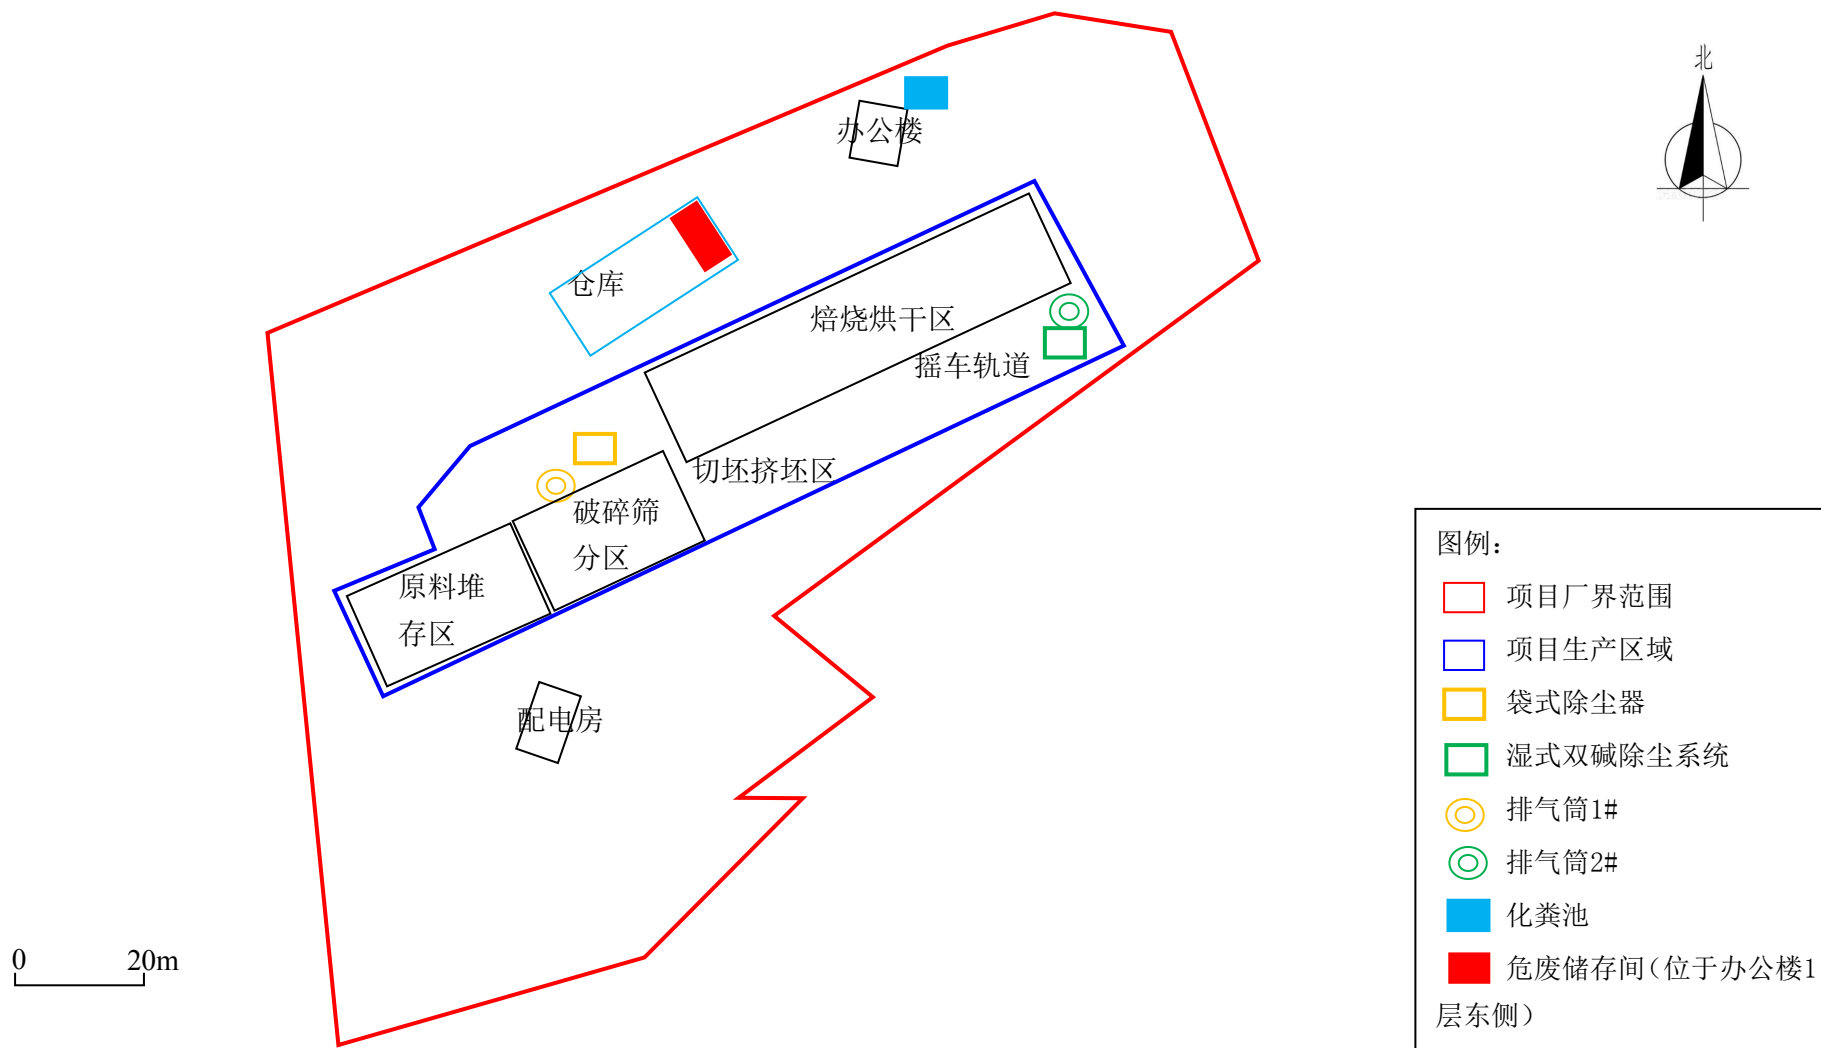 北
办公楼
仓库
焙烧烘干区
摇车轨道
切坯挤坯区
破碎筛
分区
原料堆
存区
配电房
0 20m
图例：
项目厂界范围
项目生产区域
袋式除尘器
湿式双碱除尘系统
排气筒1#
排气筒2#
化粪池
危废储存间（位于办公楼1
层东侧）